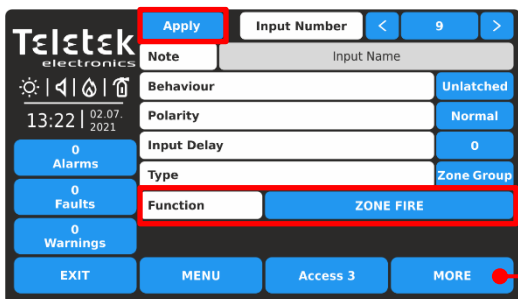 Teletek
electronics
13:22
02.07.
2021
0
Alarms
0
Faults
0
Warnings
EXIT
Apply
Input Number < 9 >
Note Input Name
Behaviour Unlatched
Polarity Normal
Input Delay 0
Type Zone Group
Function ZONE FIRE
MENU Access 3 MORE